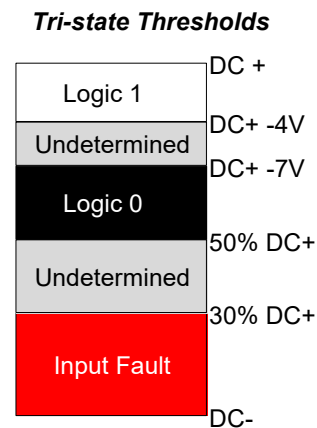 Tri-state Thresholds
DC +
Logic 1
DC+ -4V
Undetermined
DC+ -7V
Logic 0
50% DC+
Undetermined
30% DC+
Input Fault
DC-